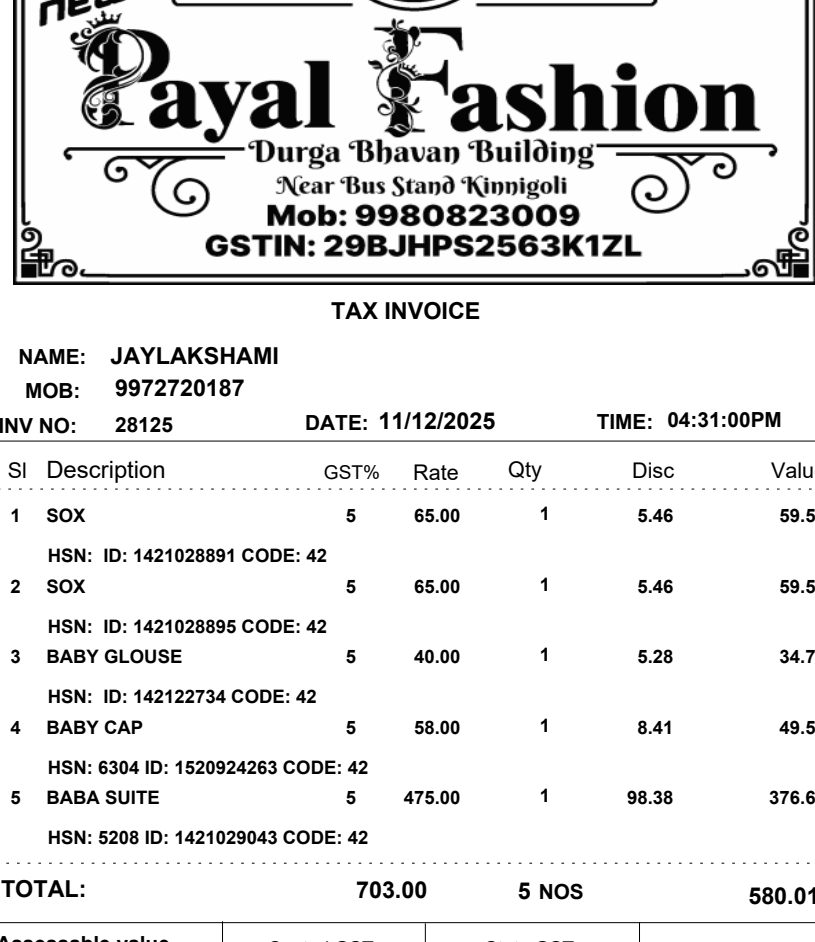 new
Payal Fashion
Durga Bhavan Building
Near Bus Stand Kinnigoli
Mob: 9980823009
GSTIN: 29BJHPS2563K1ZL
TAX INVOICE
NAME: JAYLAKSHAMI
MOB: 9972720187
INV NO: 28125 DATE: 11/12/2025 TIME: 04:31:00PM
Sl Description GST% Rate Qty Disc Valu
1 SOX 5 65.00 1 5.46 59.5
HSN: ID: 1421028891 CODE: 42
2 SOX 5 65.00 1 5.46 59.5
HSN: ID: 1421028895 CODE: 42
3 BABY GLOUSE 5 40.00 1 5.28 34.7
HSN: ID: 142122734 CODE: 42
4 BABY CAP 5 58.00 1 8.41 49.5
HSN: 6304 ID: 1520924263 CODE: 42
5 BABA SUITE 5 475.00 1 98.38 376.6
HSN: 5208 ID: 1421029043 CODE: 42
TOTAL: 703.00 5 NOS 580.01